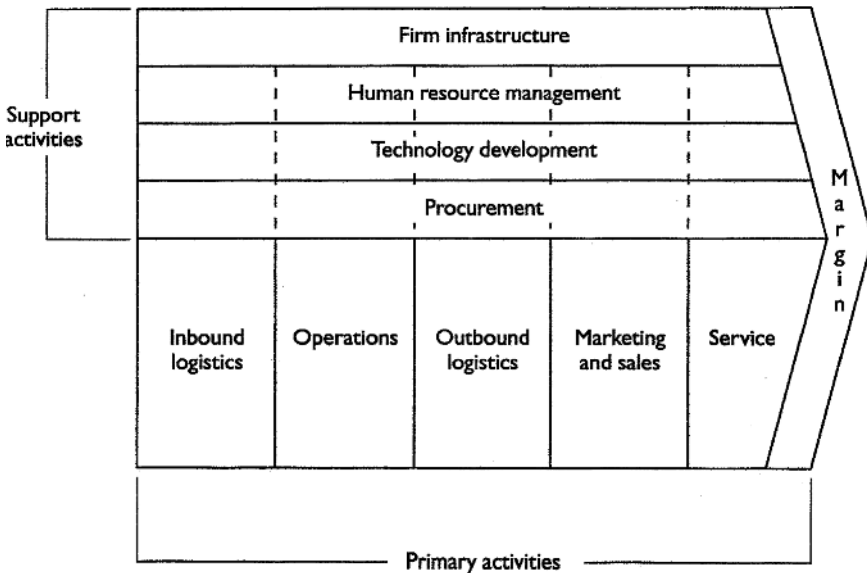 Firm infrastructure
Human resource management
Support
activities
Technology development
Procurement
Margin
Inbound
logistics
Operations
Outbound
logistics
Marketing
and sales
Service
Primary activities